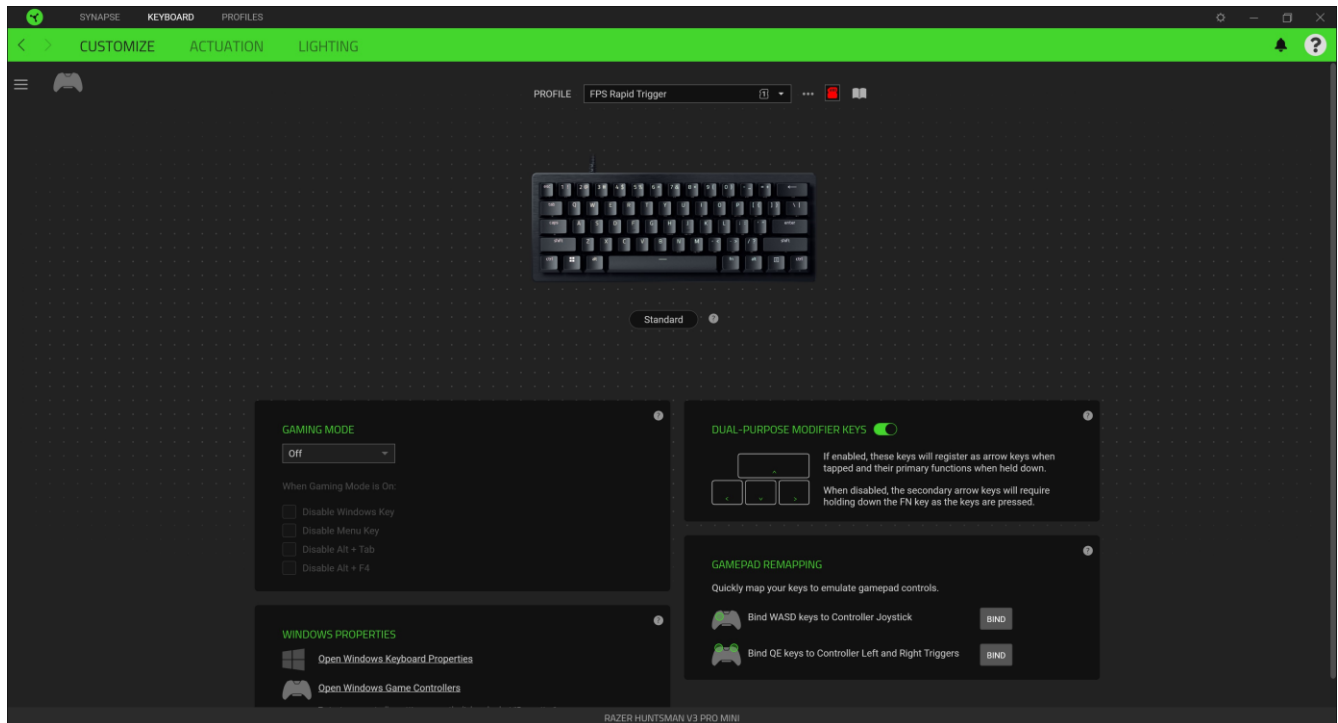 SYNAPSE KEYBOARD PROFILES
CUSTOMIZE ACTUATION LIGHTING
PROFILE FPS Rapid Trigger 1
Standard
GAMING MODE
Off
When Gaming Mode is On:
Disable Windows Key
Disable Menu Key
Disable Alt + Tab
Disable Alt + F4
WINDOWS PROPERTIES
Open Windows Keyboard Properties
Open Windows Game Controllers
DUAL-PURPOSE MODIFIER KEYS
If enabled, these keys will register as arrow keys when
tapped and their primary functions when held down.
When disabled, the secondary arrow keys will require
holding down the FN key as the keys are pressed.
GAMEPAD REMAPPING
Quickly map your keys to emulate gamepad controls.
Bind WASD keys to Controller Joystick BIND
Bind QE keys to Controller Left and Right Triggers BIND
RAZER HUNTSMAN V3 PRO MINI